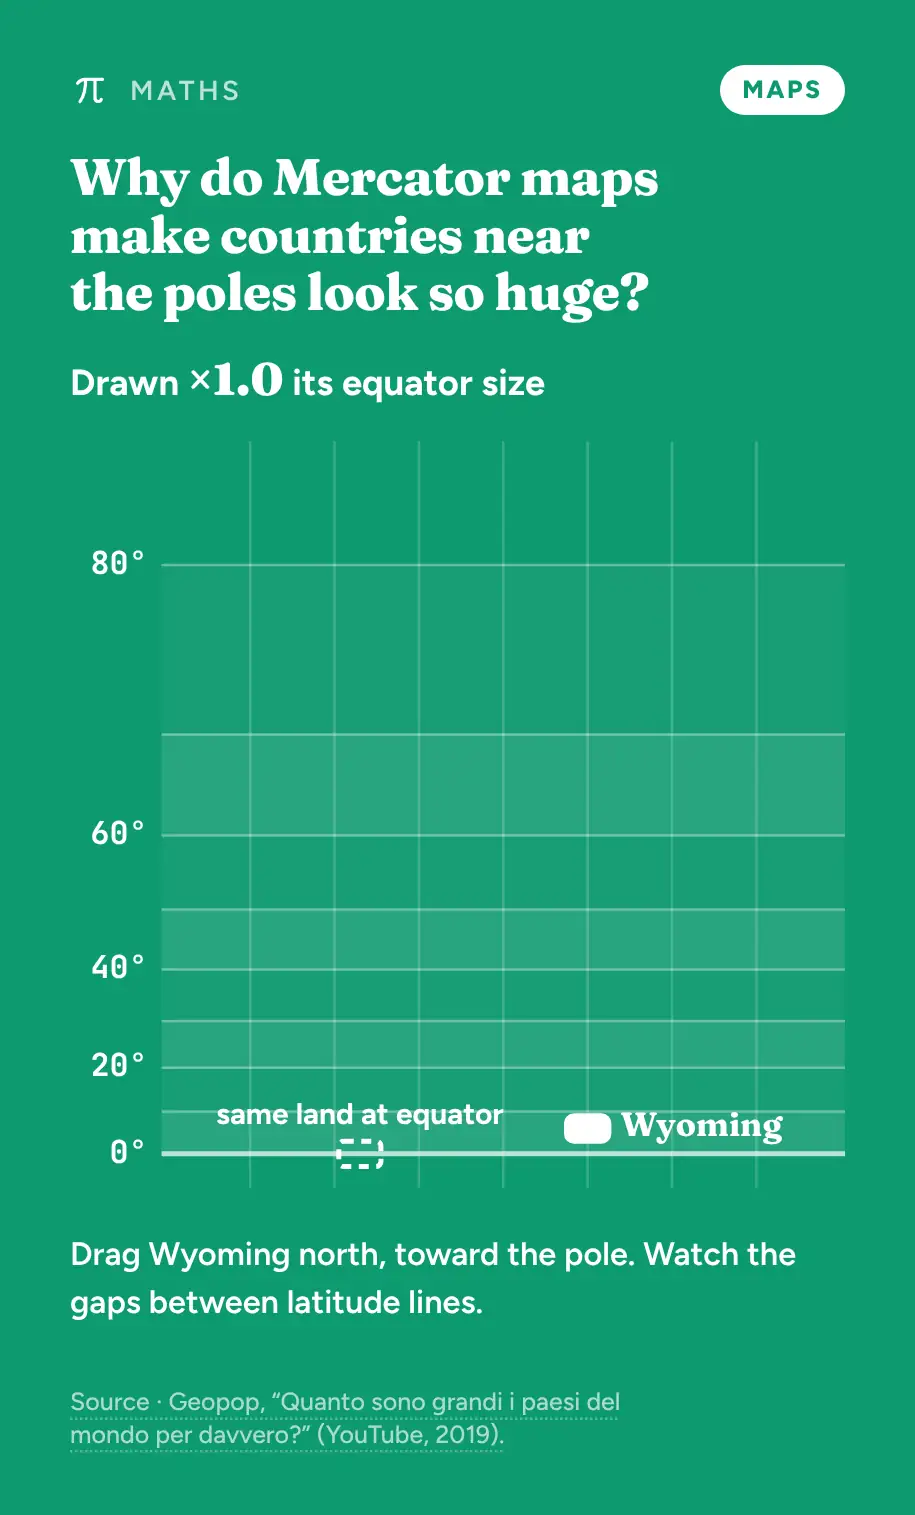 π MATHS
MAPS
Why do Mercator maps
make countries near
the poles look so huge?
Drawn ×1.0 its equator size
80°
60°
40°
20°
same land at equator
Wyoming
0°
Drag Wyoming north, toward the pole. Watch the
gaps between latitude lines.
Source · Geopop, “Quanto sono grandi i paesi del
mondo per davvero?” (YouTube, 2019).